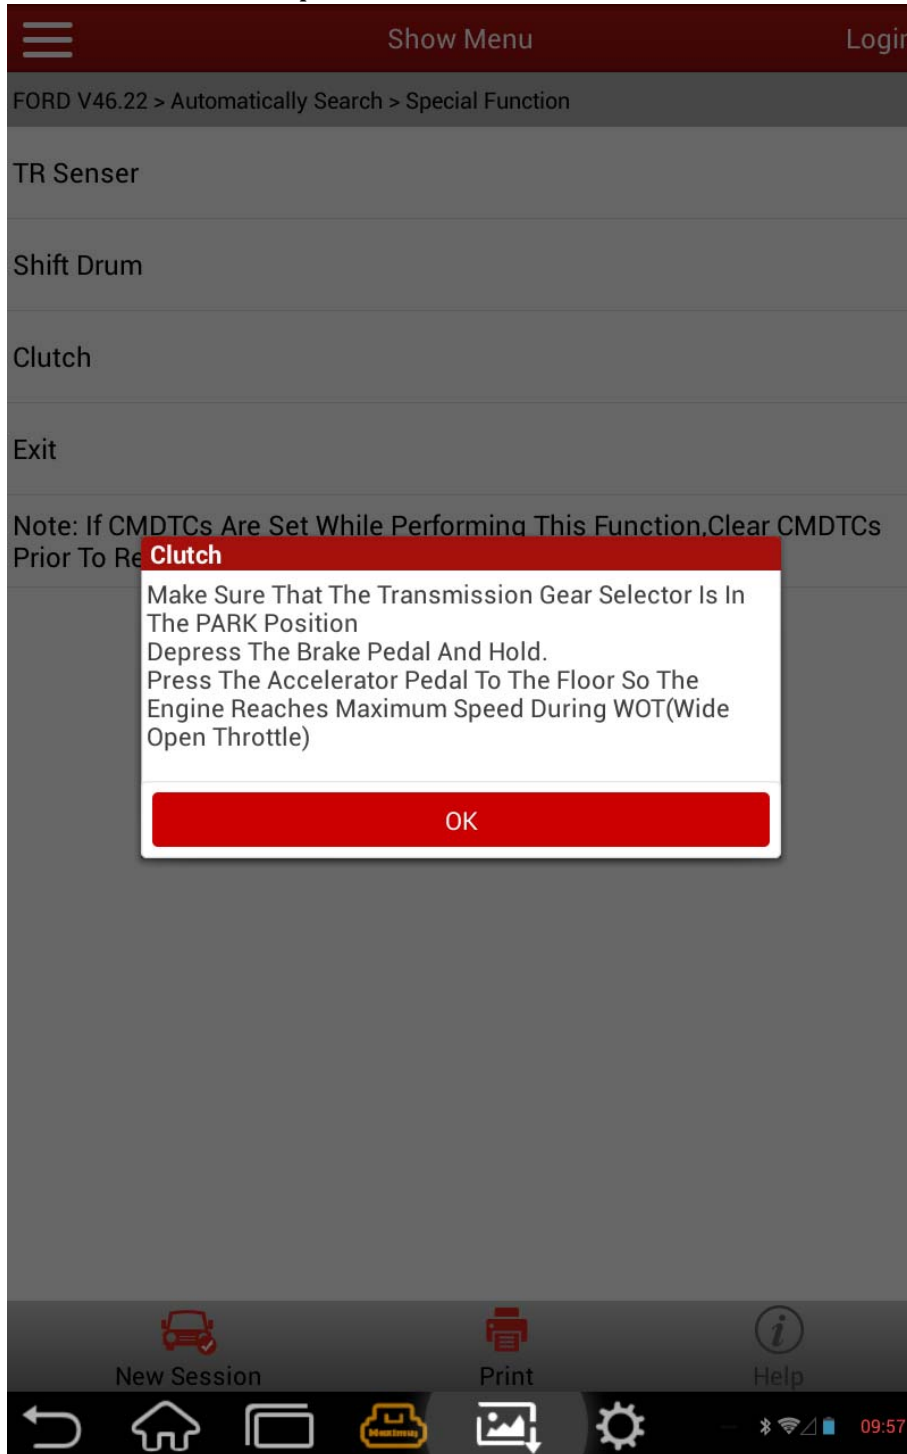 Show Menu
Login
FORD V46.22 > Automatically Search > Special Function
TR Senser
Shift Drum
Clutch
Exit
Note: If CMDTCs Are Set While Performing This Function,Clear CMDTCs
Prior To Re
Clutch
Make Sure That The Transmission Gear Selector Is In
The PARK Position
Depress The Brake Pedal And Hold.
Press The Accelerator Pedal To The Floor So The
Engine Reaches Maximum Speed During WOT(Wide
Open Throttle)
OK
New Session
Print
Help
Maximus
09:57